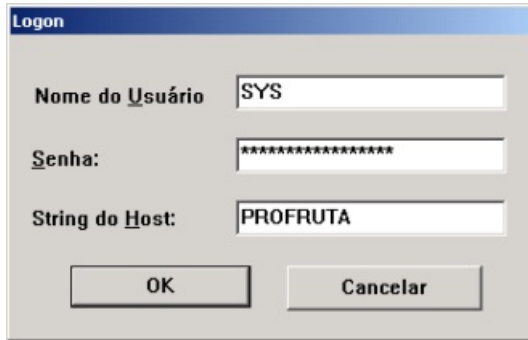 Logon
Nome do Usuário SYS
Senha: *****************
String do Host: PROFRUTA
OK Cancelar